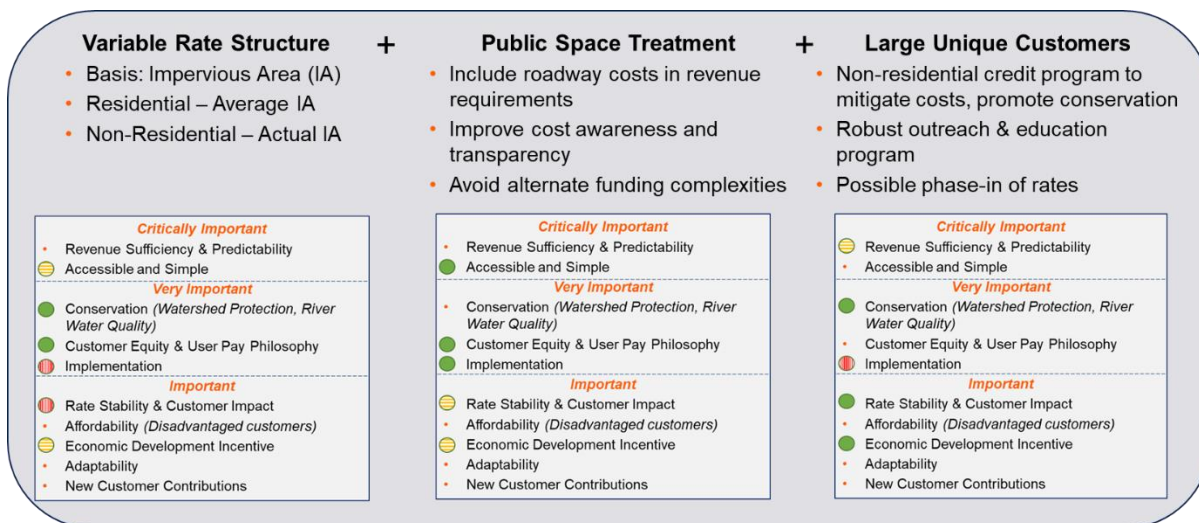 Variable Rate Structure
• Basis: Impervious Area (IA)
• Residential – Average IA
• Non-Residential – Actual IA
+
Public Space Treatment
• Include roadway costs in revenue
requirements
• Improve cost awareness and
transparency
• Avoid alternate funding complexities
+
Large Unique Customers
• Non-residential credit program to
mitigate costs, promote conservation
• Robust outreach & education
program
• Possible phase-in of rates
Critically Important
• Revenue Sufficiency & Predictability
Accessible and Simple
Very Important
Conservation (Watershed Protection, River
Water Quality)
Customer Equity & User Pay Philosophy
Implementation
Important
Rate Stability & Customer Impact
• Affordability (Disadvantaged customers)
Economic Development Incentive
• Adaptability
• New Customer Contributions
Critically Important
• Revenue Sufficiency & Predictability
Accessible and Simple
Very Important
• Conservation (Watershed Protection, River
Water Quality)
Customer Equity & User Pay Philosophy
Implementation
Important
Rate Stability & Customer Impact
• Affordability (Disadvantaged customers)
Economic Development Incentive
• Adaptability
• New Customer Contributions
Critically Important
Revenue Sufficiency & Predictability
• Accessible and Simple
Very Important
Conservation (Watershed Protection, River
Water Quality)
• Customer Equity & User Pay Philosophy
Implementation
Important
Rate Stability & Customer Impact
• Affordability (Disadvantaged customers)
Economic Development Incentive
• Adaptability
• New Customer Contributions